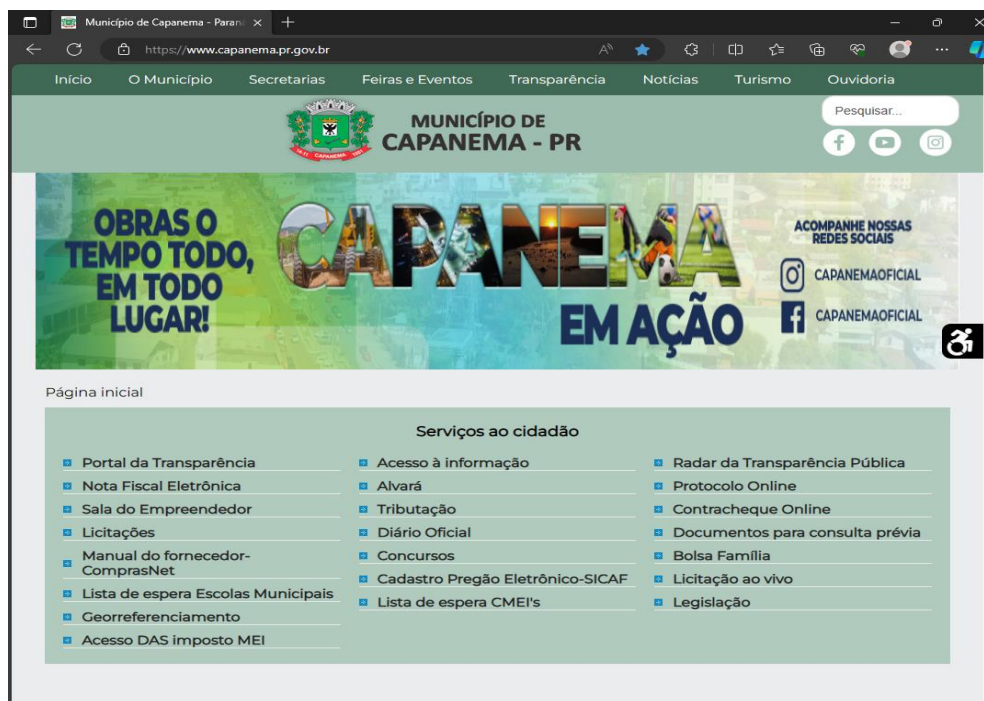 Município de Capanema - Paran
https://www.capanema.pr.gov.br
Início O Município Secretarias Feiras e Eventos Transparência Notícias Turismo Ouvidoria
Pesquisar...
MUNICÍPIO DE
CAPANEMA - PR
CAPANEMA
OBRAS O
TEMPO TODO,
EM TODO
LUGAR!
CAPANEMA
EM AÇÃO
ACOMPANHE NOSSAS
REDES SOCIAIS
CAPANEMAOFICIAL
CAPANEMAOFICIAL
Página inicial
Serviços ao cidadão
Portal da Transparência
Nota Fiscal Eletrônica
Sala do Empreendedor
Licitações
Manual do fornecedor-
ComprasNet
Lista de espera Escolas Municipais
Georreferenciamento
Acesso DAS imposto MEI
Acesso à informação
Alvará
Tributação
Diário Oficial
Concursos
Cadastro Pregão Eletrônico-SICAF
Lista de espera CMEI's
Radar da Transparência Pública
Protocolo Online
Contracheque Online
Documentos para consulta prévia
Bolsa Família
Licitação ao vivo
Legislação